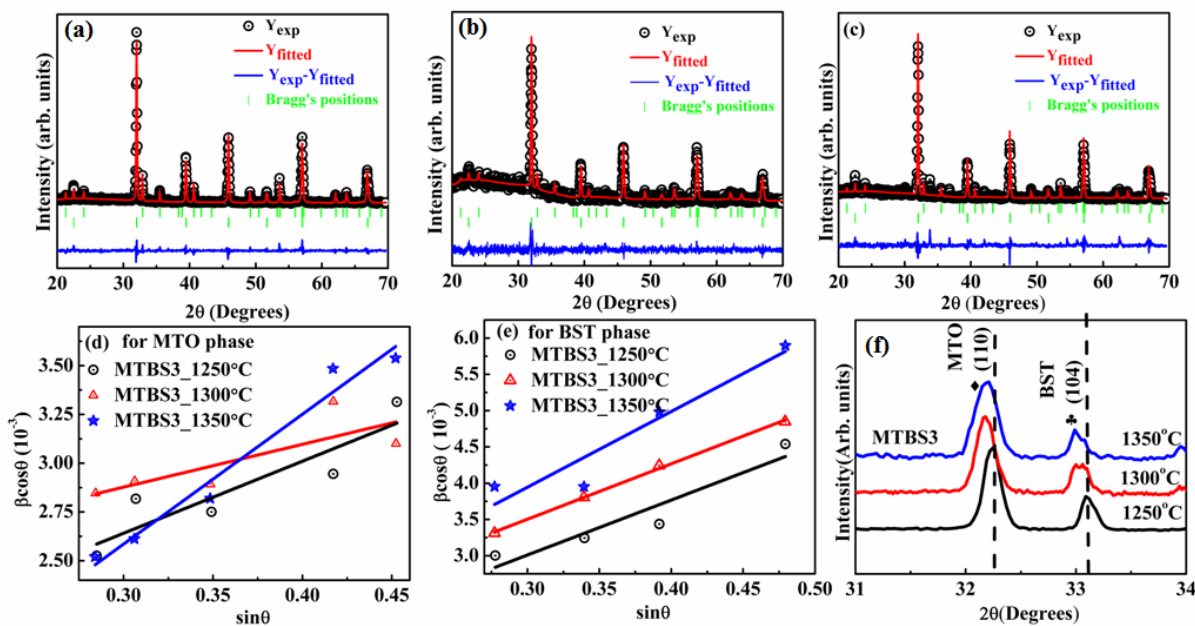 (a)
Y_exp
Y_fitted
Y_exp-Y_fitted
Bragg's positions
Intensity (arb. units)
20 30 40 50 60 70
2θ (Degrees)
(b)
Y_exp
Y_fitted
Y_exp-Y_fitted
Bragg's positions
Intensity (arb. units)
20 30 40 50 60 70
2θ (Degrees)
(c)
Y_exp
Y_fitted
Y_exp-Y_fitted
Bragg's positions
Intensity (arb. units)
20 30 40 50 60 70
2θ (Degrees)
(d) for MTO phase
MTBS3_1250°C
MTBS3_1300°C
MTBS3_1350°C
βcosθ (10⁻³)
3.50
3.25
3.00
2.75
2.50
0.30 0.35 0.40 0.45
sinθ
(e) for BST phase
MTBS3_1250°C
MTBS3_1300°C
MTBS3_1350°C
βcosθ (10⁻³)
6.0
5.5
5.0
4.5
4.0
3.5
3.0
0.30 0.35 0.40 0.45 0.50
sinθ
(f)
MTO
♦ (110)
BST
♣ (104)
MTBS3
1350°C
1300°C
1250°C
Intensity(Arb. units)
31 32 33 34
2θ(Degrees)